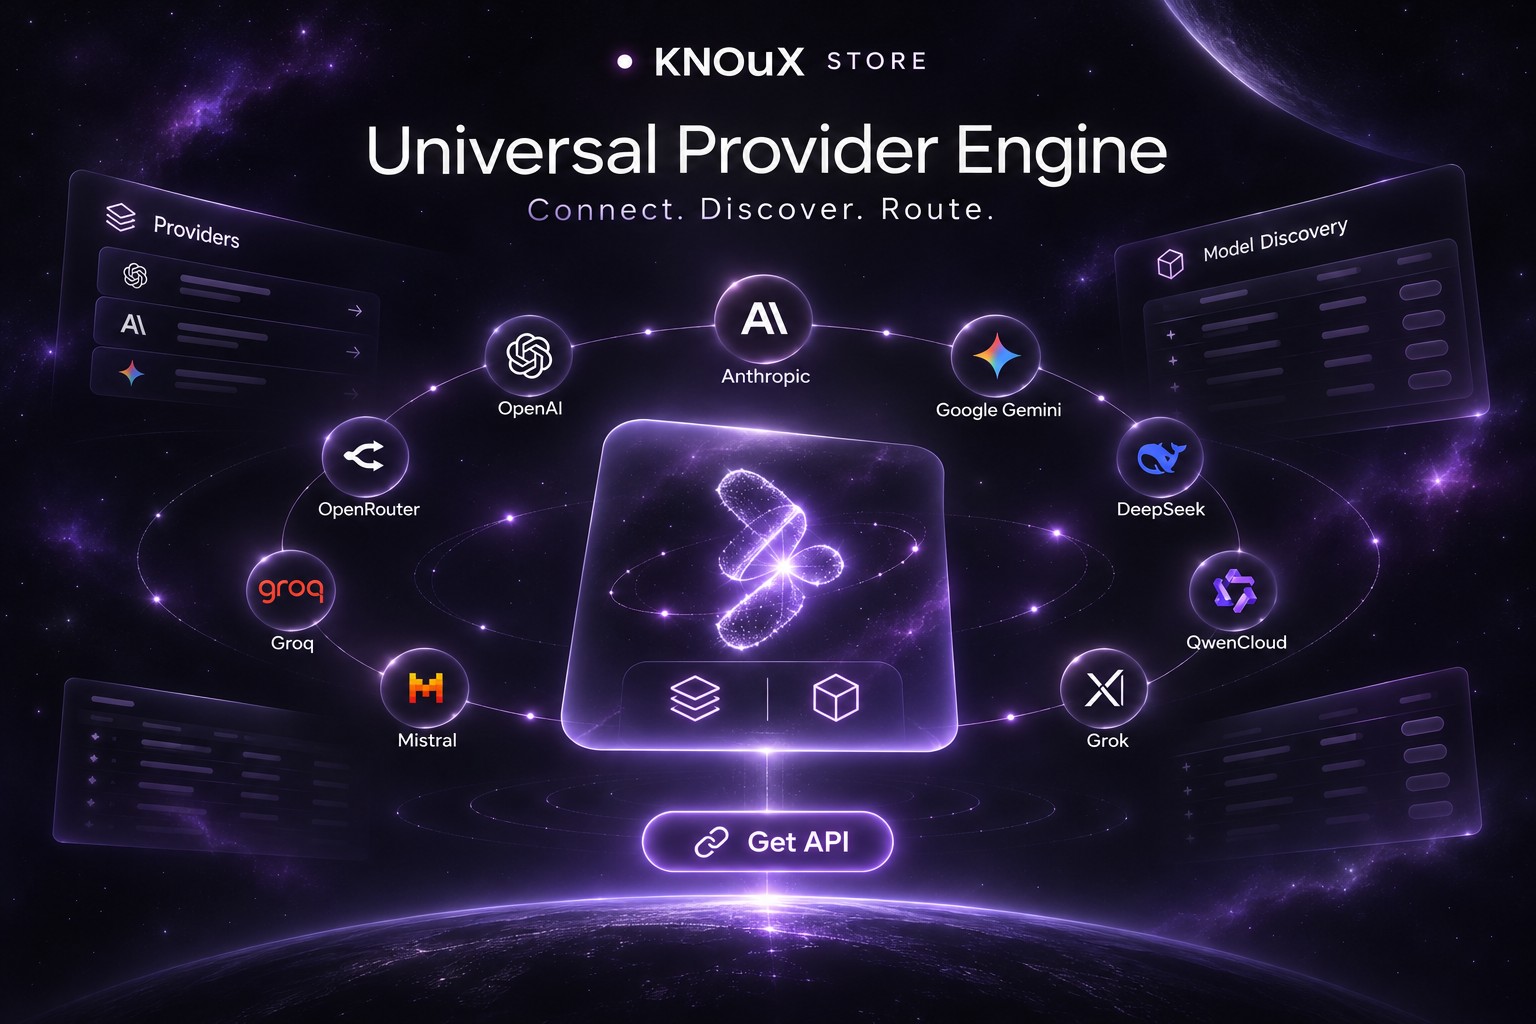 KNOuX STORE
Universal Provider Engine
Connect. Discover. Route.
Providers
AI
Model Discovery
AI
Anthropic
OpenAI
Google Gemini
OpenRouter
DeepSeek
groq
Groq
QwenCloud
Mistral
Grok
Get API